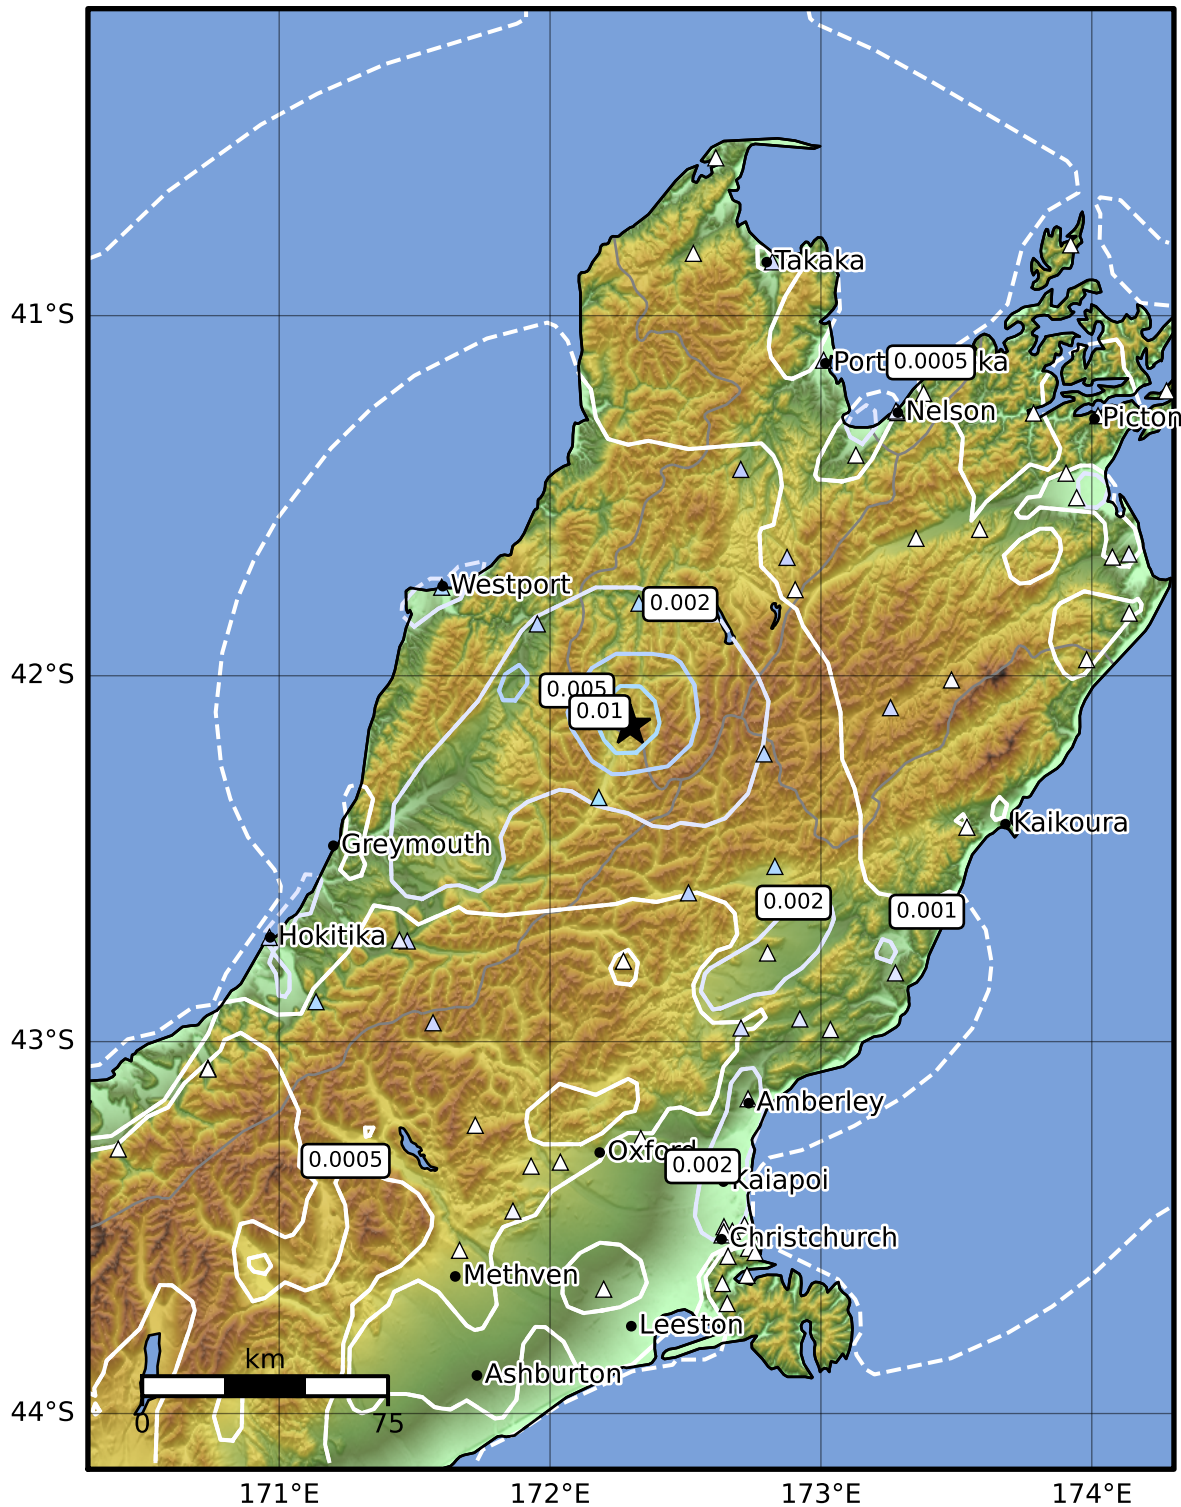 Takaka
41°S
Port
0.0005
ka
Nelson
Picton
Westport
0.002
42°S
0.005
0.01
Kaikoura
Greymouth
0.002
0.001
Hokitika
43°S
Amberley
Oxford
0.0005
0.002
Kaiapoi
Christchurch
Methven
Leeston
km
Ashburton
44°S
0
75
171°E
172°E
173°E
174°E